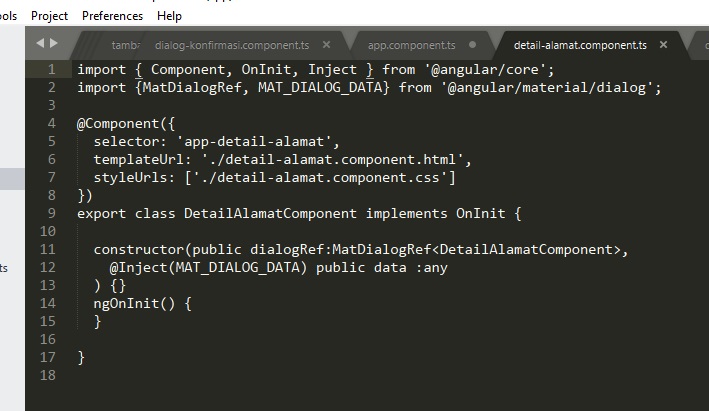 ols Project Preferences Help
tamba dialog-konfirmasi.component.ts × app.component.ts detail-alamat.component.ts ×
1 import { Component, OnInit, Inject } from '@angular/core';
2 import {MatDialogRef, MAT_DIALOG_DATA} from '@angular/material/dialog';
3
4 @Component({
5   selector: 'app-detail-alamat',
6   templateUrl: './detail-alamat.component.html',
7   styleUrls: ['./detail-alamat.component.css']
8 })
9 export class DetailAlamatComponent implements OnInit {
10
11   constructor(public dialogRef:MatDialogRef<DetailAlamatComponent>,
ts 12     @Inject(MAT_DIALOG_DATA) public data :any
13   ) {}
14   ngOnInit() {
15   }
16
17 }
18